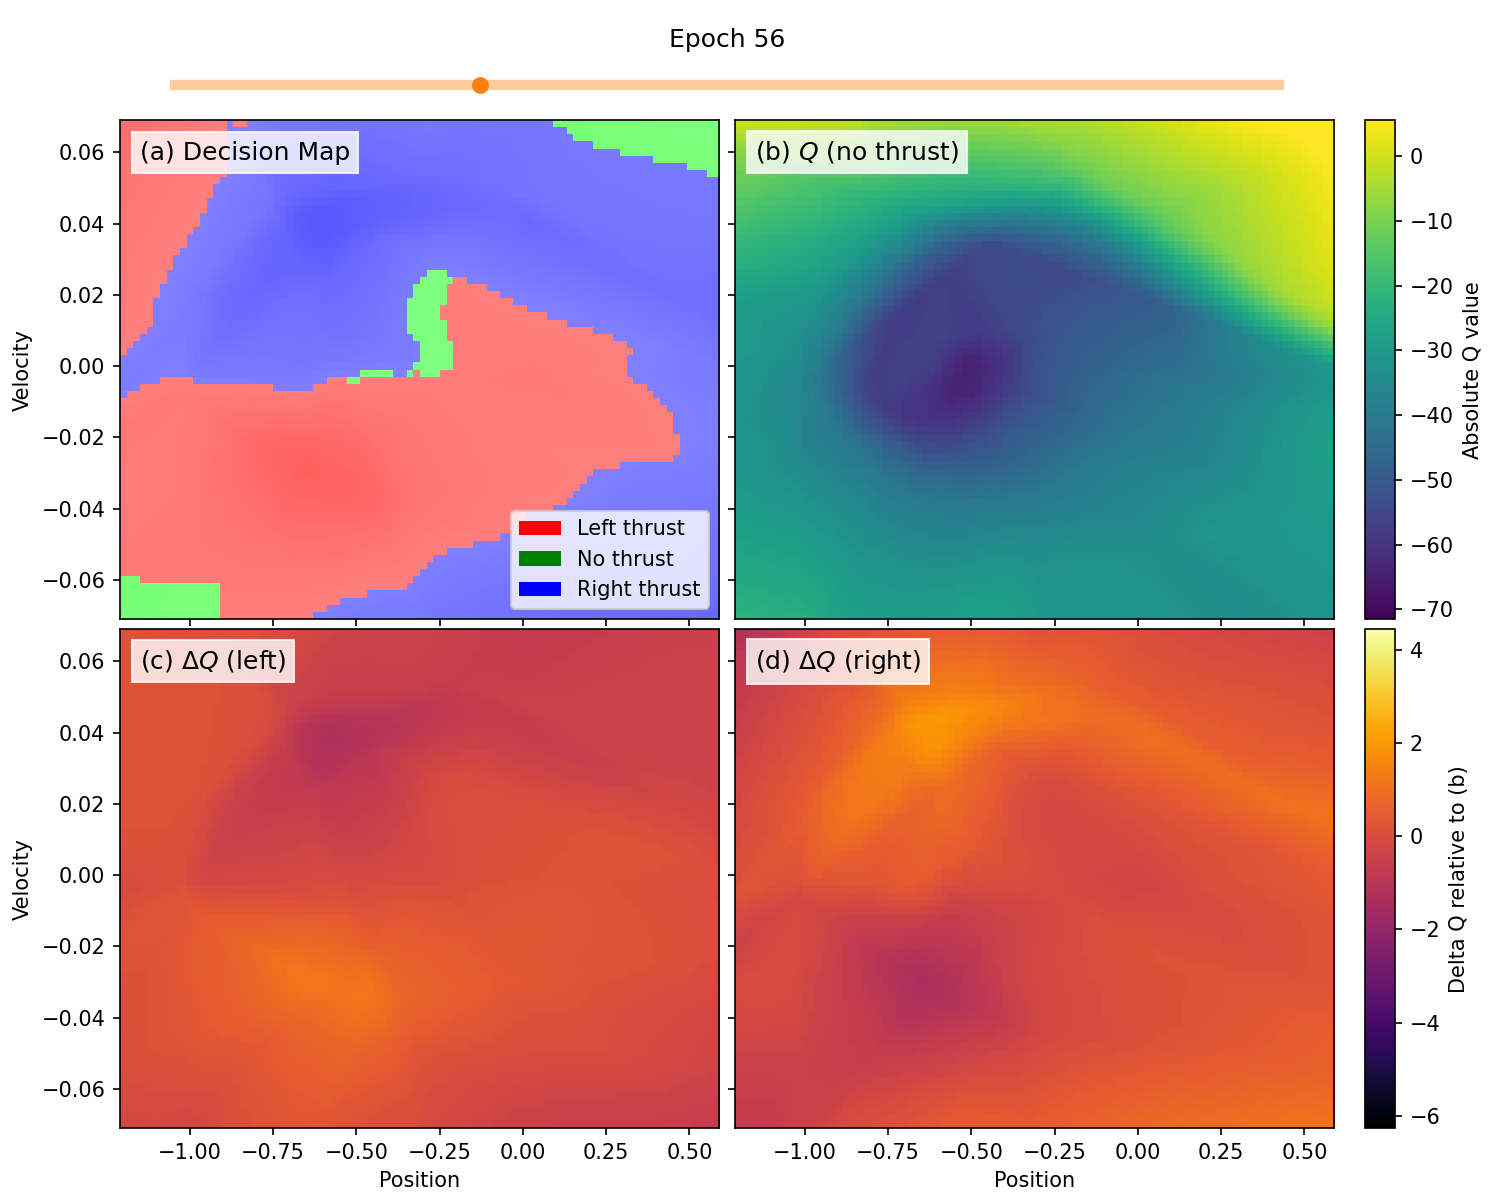 Epoch 56
(a) Decision Map
0.06
0.04
0.02
0.00
−0.02
−0.04
−0.06
Velocity
Left thrust
No thrust
Right thrust
(b) Q (no thrust)
0
−10
−20
−30
−40
−50
−60
−70
Absolute Q value
(c) ΔQ (left)
0.06
0.04
0.02
0.00
−0.02
−0.04
−0.06
Velocity
−1.00 −0.75 −0.50 −0.25 0.00 0.25 0.50
Position
(d) ΔQ (right)
−1.00 −0.75 −0.50 −0.25 0.00 0.25 0.50
Position
4
2
0
−2
−4
−6
Delta Q relative to (b)